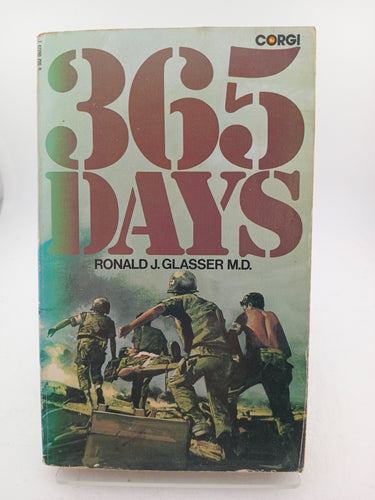 CORGI
365
DAYS
RONALD J. GLASSER M.D.